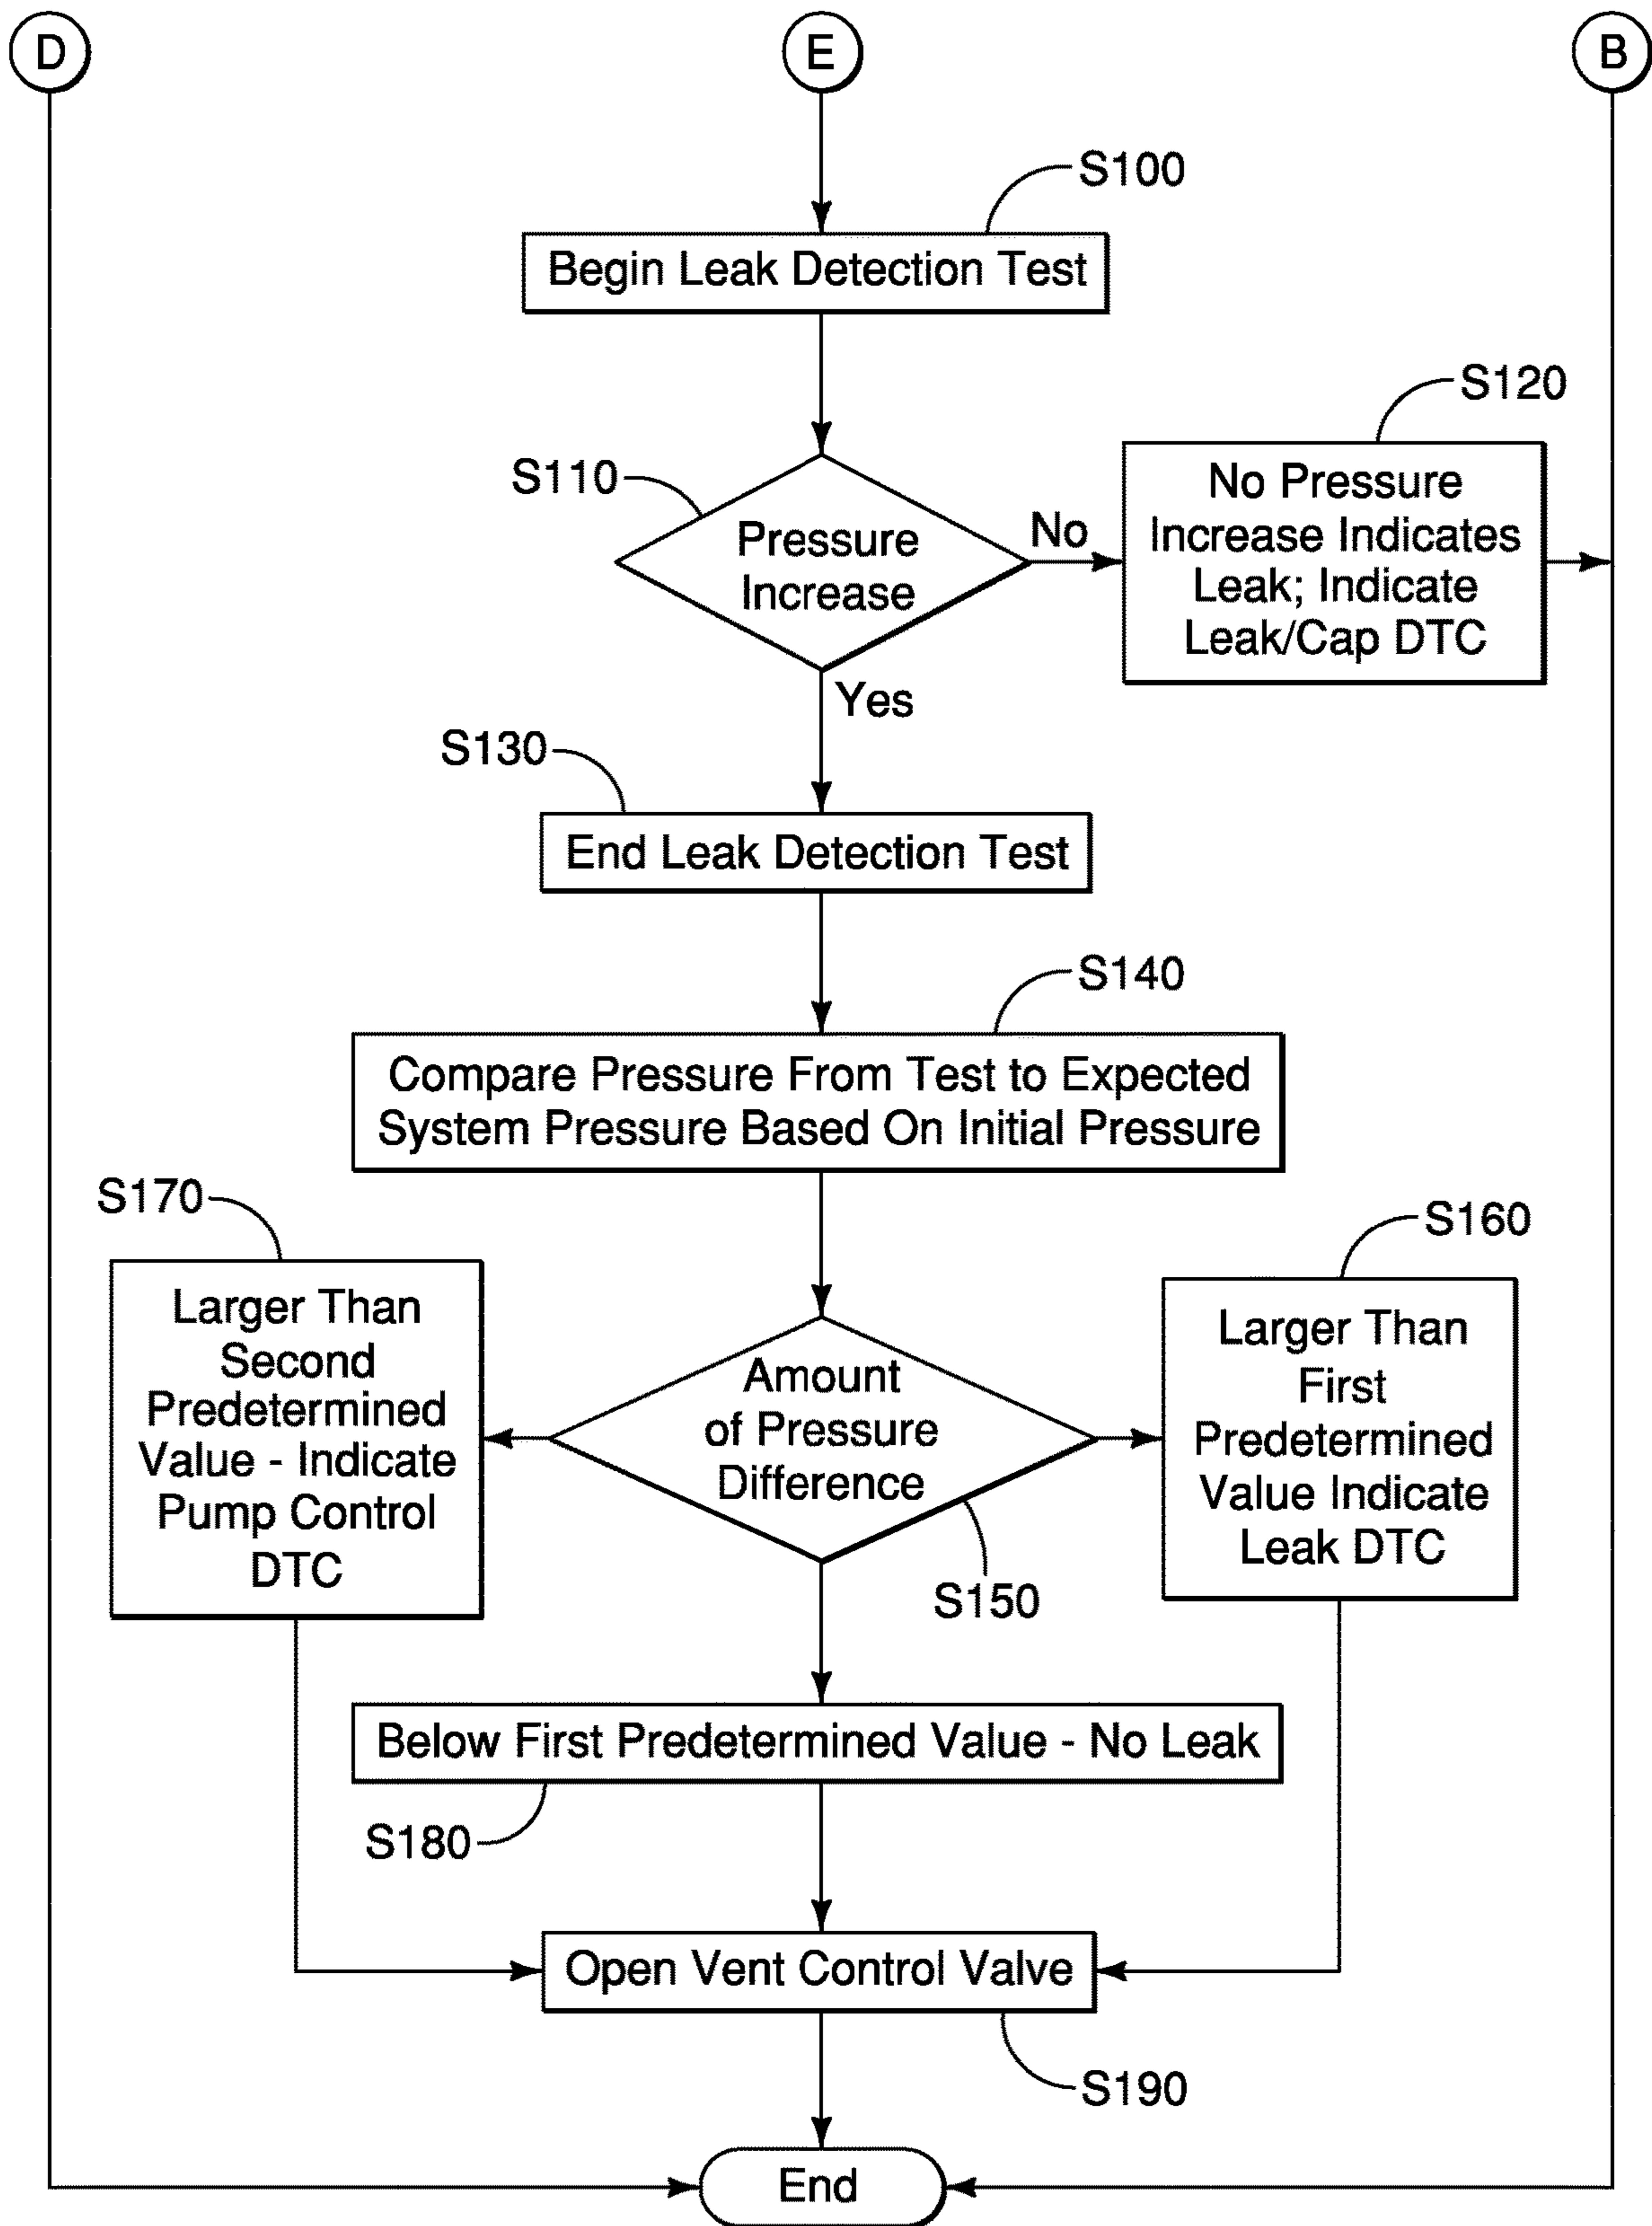 D
E
B
S100
Begin Leak Detection Test
S120
S110
Pressure
Increase
No
No Pressure
Increase Indicates
Leak; Indicate
Leak/Cap DTC
Yes
S130
End Leak Detection Test
S140
Compare Pressure From Test to Expected
System Pressure Based On Initial Pressure
S170
S160
Larger Than
Second
Predetermined
Value - Indicate
Pump Control
DTC
Amount
of Pressure
Difference
Larger Than
First
Predetermined
Value Indicate
Leak DTC
S150
Below First Predetermined Value - No Leak
S180
Open Vent Control Valve
S190
End